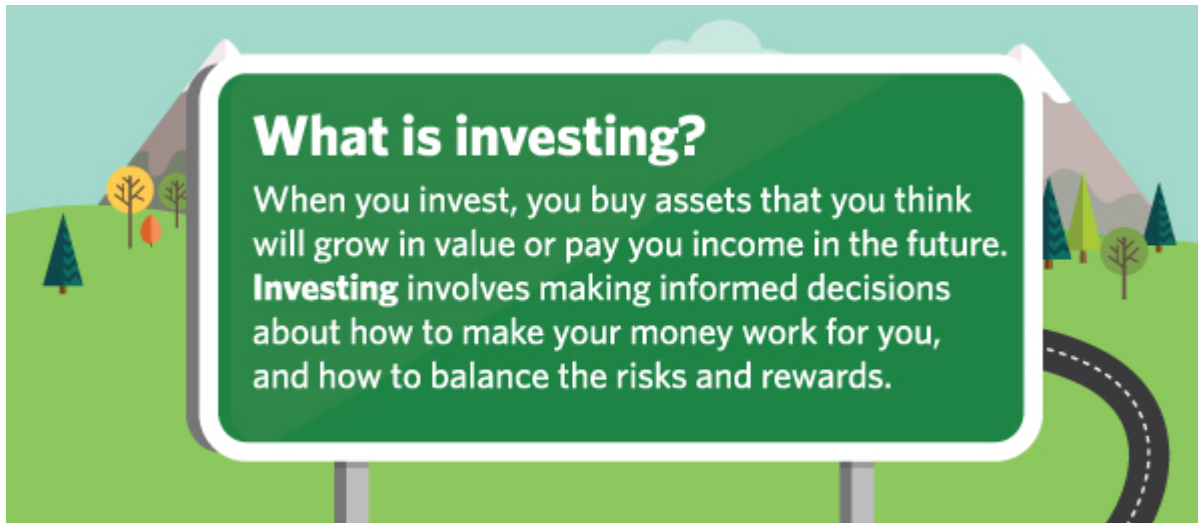 What is investing?
When you invest, you buy assets that you think
will grow in value or pay you income in the future.
Investing involves making informed decisions
about how to make your money work for you,
and how to balance the risks and rewards.